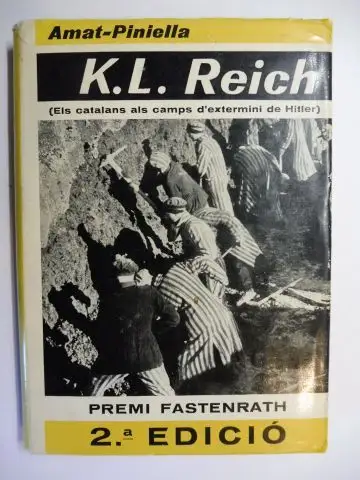 Amat-Piniella
K.L. Reich
(Els catalans als camps d'extermini de Hitler)
PREMI FASTENRATH
2.ª EDICIÓ